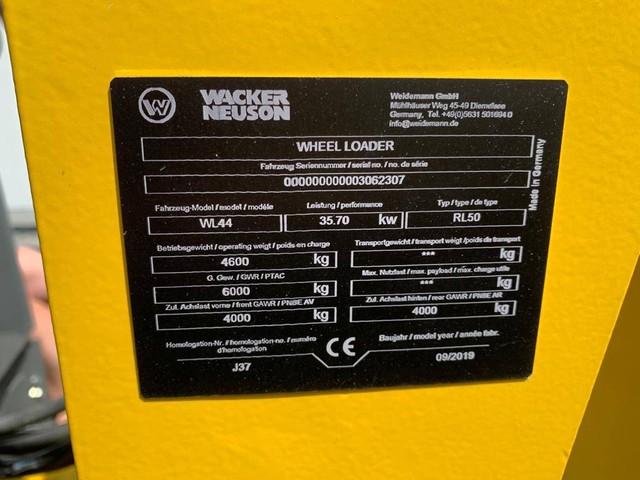 W WACKER NEUSON
Weidemann GmbH
Mühlhäuser Weg 45-49 Diemelsee
Germany, Tel. +49(0)5631 501694 0
info@weidemann.de
WHEEL LOADER
Fahrzeug Seriennummer / serial no. / no. de série
000000000003062307
Made in Germany
Fahrzeug-Model / model / modéle
Leistung / performance
Typ / type / de type
WL44
35.70 kw
RL50
Betriebsgewicht / operating weigt / poids en charge
Transportgewicht / transport weigt / poids de transport
4600 kg
*** kg
G. Gew. / GWR / PTAC
Max. Nutzlast / max. payload / max. charge utile
6000 kg
*** kg
Zul. Achslast vorne / front GAWR / PNBE AV
Zul. Achslast hinten / rear GAWR / PNBE AR
4000 kg
4000 kg
Homologation-Nr. / homologation-no. / numéro d'homologation
Baujahr / model year / année fabr.
J37
CE
09/2019